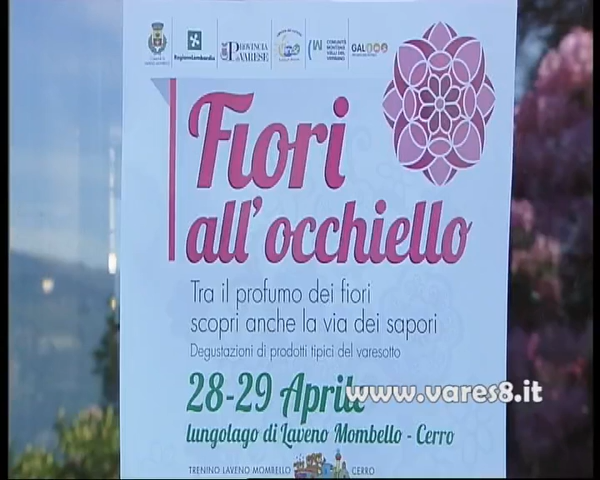 RegioneLombardia
PROVINCIA
VARESE
COMUNITÀ
MONTANA
VALLI DEL
VERBANO
GAL
Fiori
all'occhiello
Tra il profumo dei fiori
scopri anche la via dei sapori
Degustazioni di prodotti tipici del varesotto
28-29 Aprile
www.vares8.it
lungolago di Laveno Mombello - Cerro
TRENINO LAVENO MOMBELLO CERRO